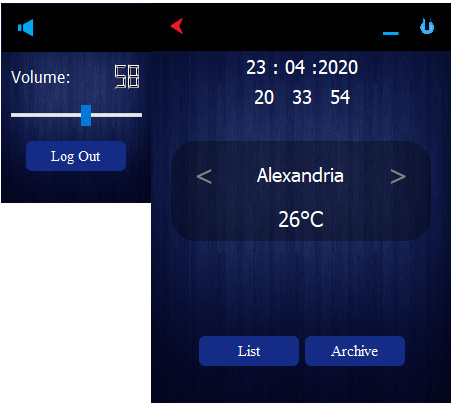 Volume: 58
Log Out
23 : 04 :2020
20 33 54
< Alexandria >
26°C
List Archive